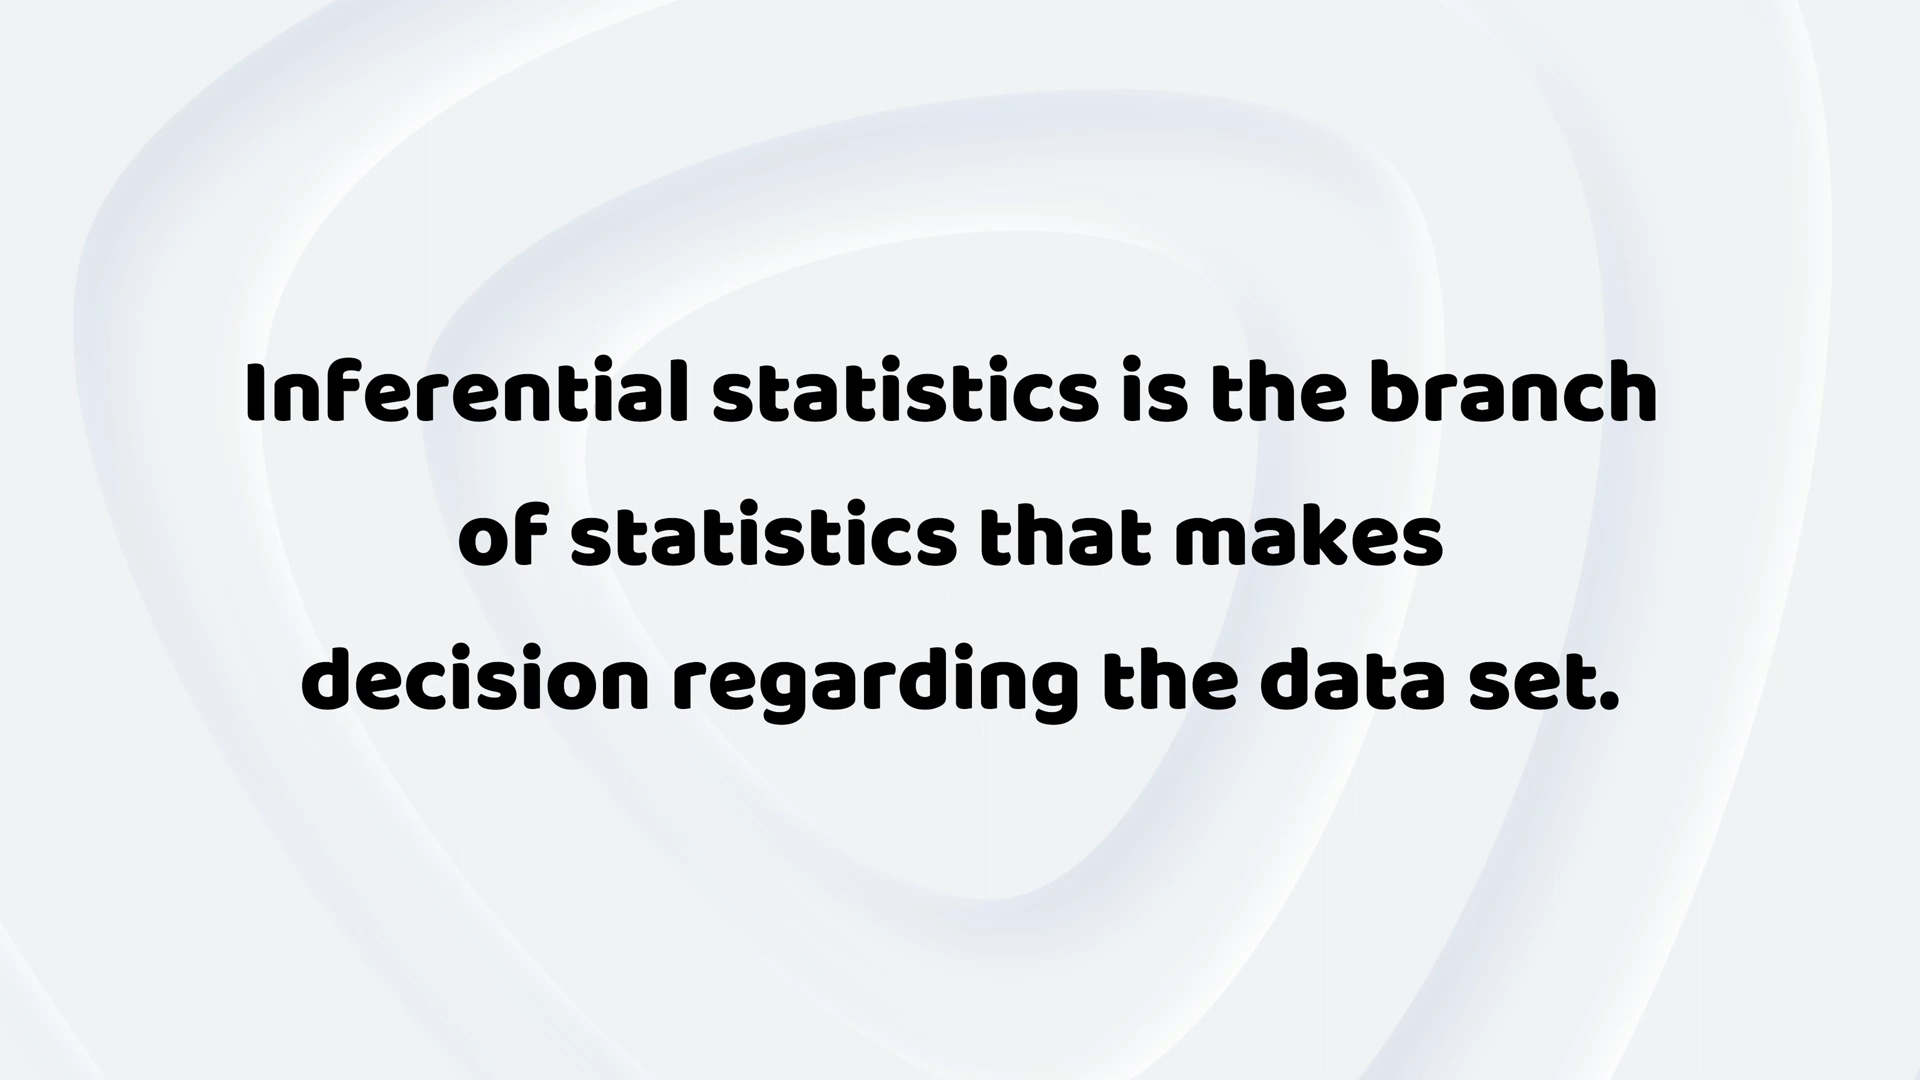 Inferential statistics is the branch
of statistics that makes
decision regarding the data set.